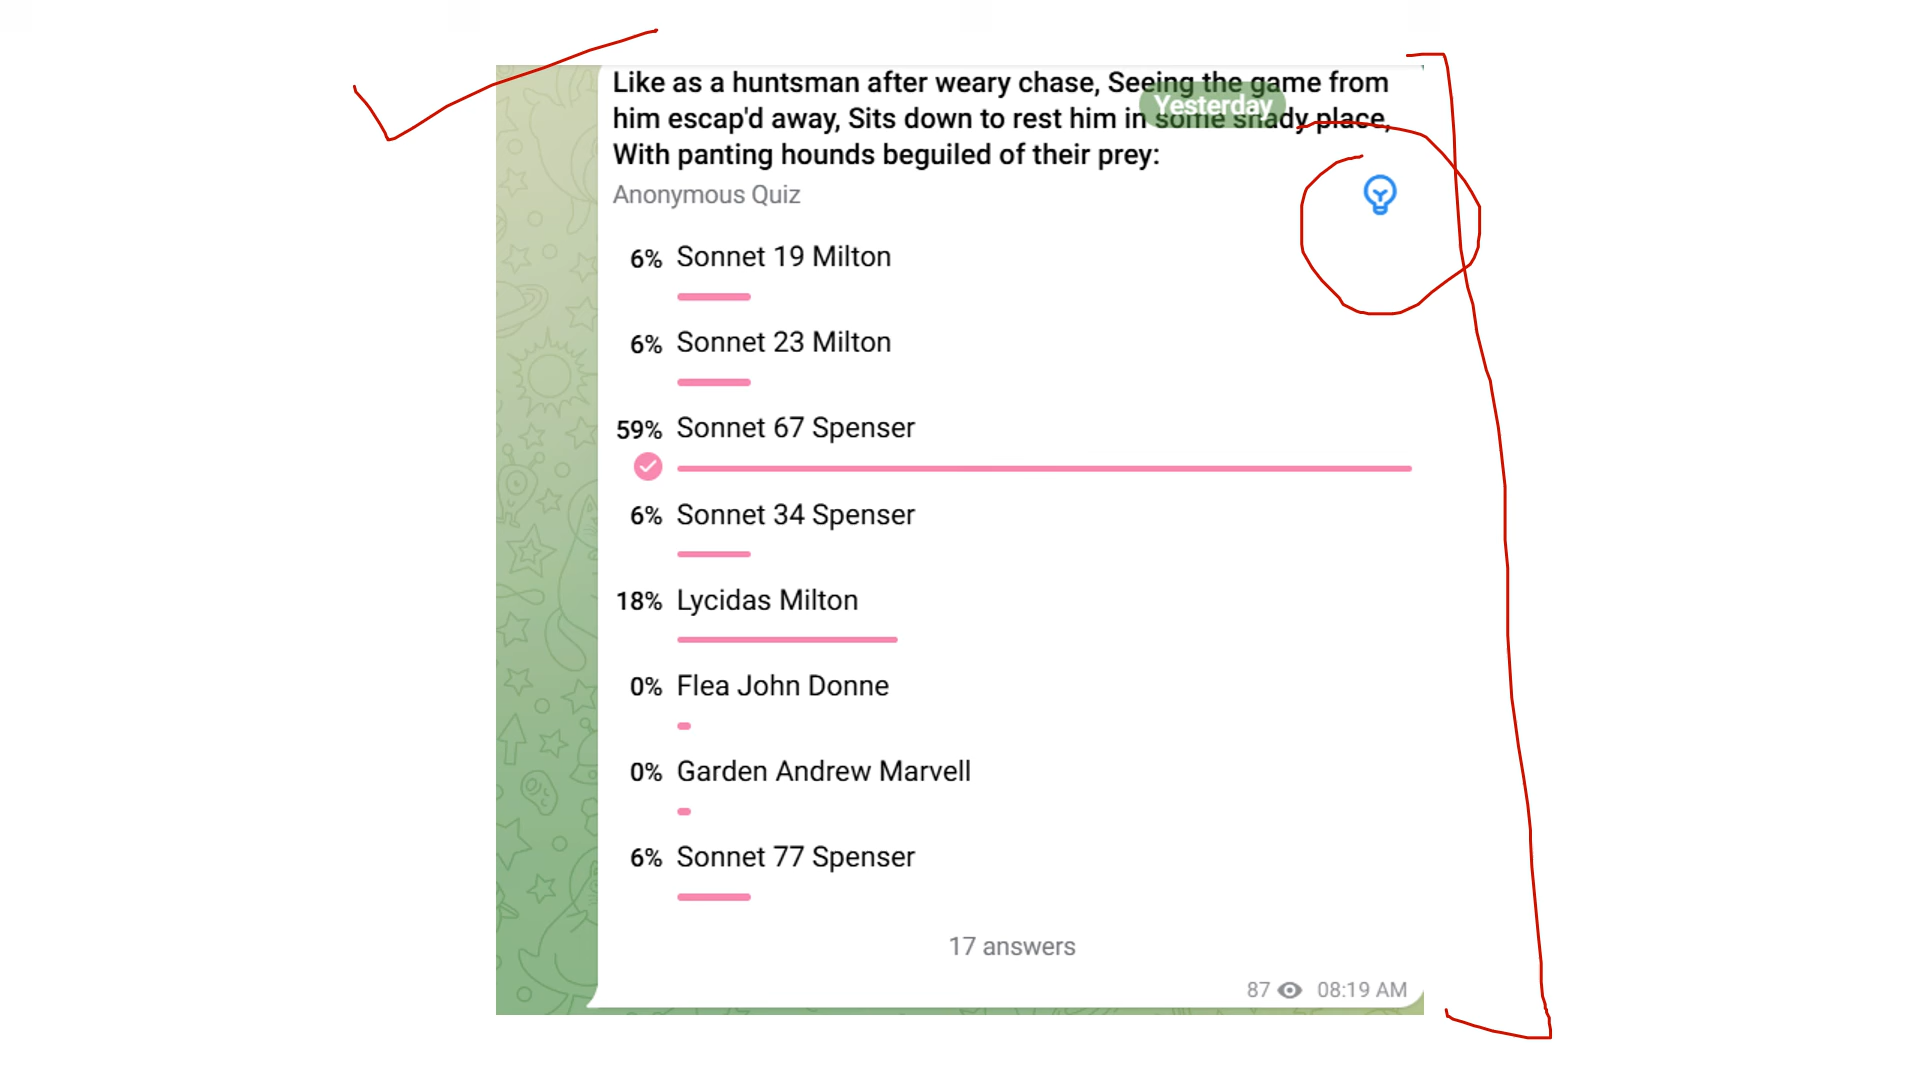 Like as a huntsman after weary chase, Seeing the game from
Yesterday
him escap'd away, Sits down to rest him in some shady place,
With panting hounds beguiled of their prey:
Anonymous Quiz
6% Sonnet 19 Milton
6% Sonnet 23 Milton
59% Sonnet 67 Spenser
6% Sonnet 34 Spenser
18% Lycidas Milton
0% Flea John Donne
0% Garden Andrew Marvell
6% Sonnet 77 Spenser
17 answers
87 08:19 AM